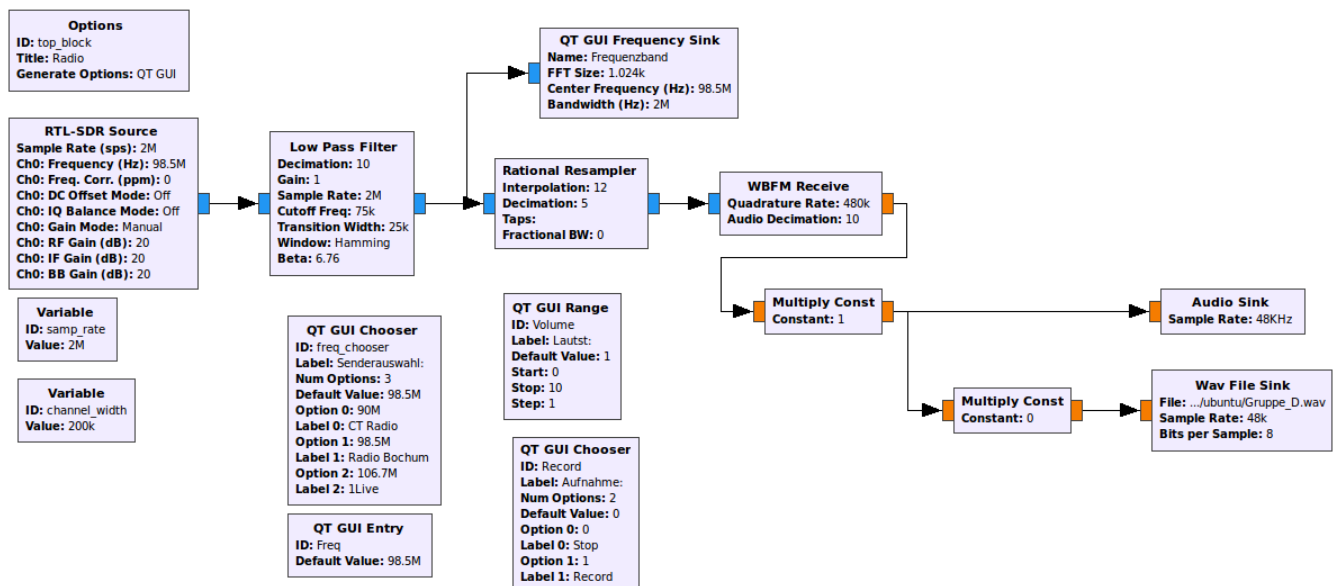 Options
ID: top_block
Title: Radio
Generate Options: QT GUI
RTL-SDR Source
Sample Rate (sps): 2M
Ch0: Frequency (Hz): 98.5M
Ch0: Freq. Corr. (ppm): 0
Ch0: DC Offset Mode: Off
Ch0: IQ Balance Mode: Off
Ch0: Gain Mode: Manual
Ch0: RF Gain (dB): 20
Ch0: IF Gain (dB): 20
Ch0: BB Gain (dB): 20
Variable
ID: samp_rate
Value: 2M
Variable
ID: channel_width
Value: 200k
Low Pass Filter
Decimation: 10
Gain: 1
Sample Rate: 2M
Cutoff Freq: 75k
Transition Width: 25k
Window: Hamming
Beta: 6.76
QT GUI Chooser
ID: freq_chooser
Label: Senderauswahl:
Num Options: 3
Default Value: 98.5M
Option 0: 90M
Label 0: CT Radio
Option 1: 98.5M
Label 1: Radio Bochum
Option 2: 106.7M
Label 2: 1Live
QT GUI Entry
ID: Freq
Default Value: 98.5M
QT GUI Frequency Sink
Name: Frequenzband
FFT Size: 1.024k
Center Frequency (Hz): 98.5M
Bandwidth (Hz): 2M
Rational Resampler
Interpolation: 12
Decimation: 5
Taps:
Fractional BW: 0
QT GUI Range
ID: Volume
Label: Lautst:
Default Value: 1
Start: 0
Stop: 10
Step: 1
QT GUI Chooser
ID: Record
Label: Aufnahme:
Num Options: 2
Default Value: 0
Option 0: 0
Label 0: Stop
Option 1: 1
Label 1: Record
WBFM Receive
Quadrature Rate: 480k
Audio Decimation: 10
Multiply Const
Constant: 1
Multiply Const
Constant: 0
Audio Sink
Sample Rate: 48KHz
Wav File Sink
File: .../ubuntu/Gruppe_D.wav
Sample Rate: 48k
Bits per Sample: 8